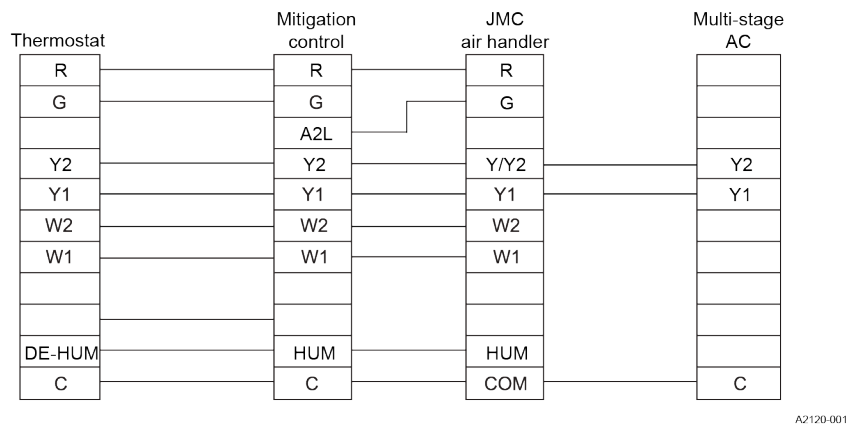 Thermostat
Mitigation
control
JMC
air handler
Multi-stage
AC
R R R
G G G
A2L
Y2 Y2 Y/Y2 Y2
Y1 Y1 Y1 Y1
W2 W2 W2
W1 W1 W1
DE-HUM HUM HUM
C C COM C
A2120-001